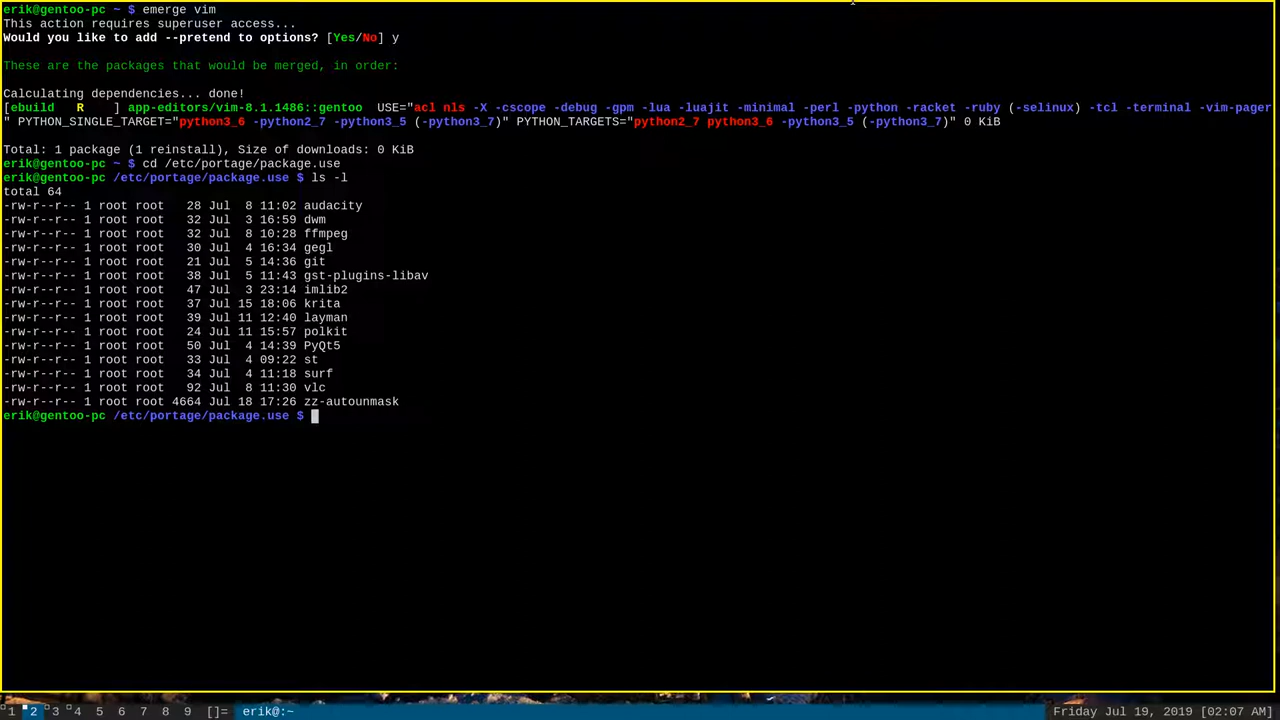 erik@gentoo-pc ~ $ emerge vim
This action requires superuser access...
Would you like to add --pretend to options? [Yes/No] y
These are the packages that would be merged, in order:
Calculating dependencies... done!
[ebuild   R    ] app-editors/vim-8.1.1486::gentoo  USE="acl nls -X -cscope -debug -gpm -lua -luajit -minimal -perl -python -racket -ruby (-selinux) -tcl -terminal -vim-pager
" PYTHON_SINGLE_TARGET="python3_6 -python2_7 -python3_5 (-python3_7)" PYTHON_TARGETS="python2_7 python3_6 -python3_5 (-python3_7)" 0 KiB
Total: 1 package (1 reinstall), Size of downloads: 0 KiB
erik@gentoo-pc ~ $ cd /etc/portage/package.use
erik@gentoo-pc /etc/portage/package.use $ ls -l
total 64
-rw-r--r-- 1 root root   28 Jul  8 11:02 audacity
-rw-r--r-- 1 root root   32 Jul  3 16:59 dwm
-rw-r--r-- 1 root root   32 Jul  8 10:28 ffmpeg
-rw-r--r-- 1 root root   30 Jul  4 16:34 gegl
-rw-r--r-- 1 root root   21 Jul  5 14:36 git
-rw-r--r-- 1 root root   38 Jul  5 11:43 gst-plugins-libav
-rw-r--r-- 1 root root   47 Jul  3 23:14 imlib2
-rw-r--r-- 1 root root   37 Jul 15 18:06 krita
-rw-r--r-- 1 root root   39 Jul 11 12:40 layman
-rw-r--r-- 1 root root   24 Jul 11 15:57 polkit
-rw-r--r-- 1 root root   50 Jul  4 14:39 PyQt5
-rw-r--r-- 1 root root   33 Jul  4 09:22 st
-rw-r--r-- 1 root root   34 Jul  4 11:18 surf
-rw-r--r-- 1 root root   92 Jul  8 11:30 vlc
-rw-r--r-- 1 root root 4664 Jul 18 17:26 zz-autounmask
erik@gentoo-pc /etc/portage/package.use $
1 2 3 4 5 6 7 8 9 []= erik@:~ Friday Jul 19, 2019 [02:07 AM]